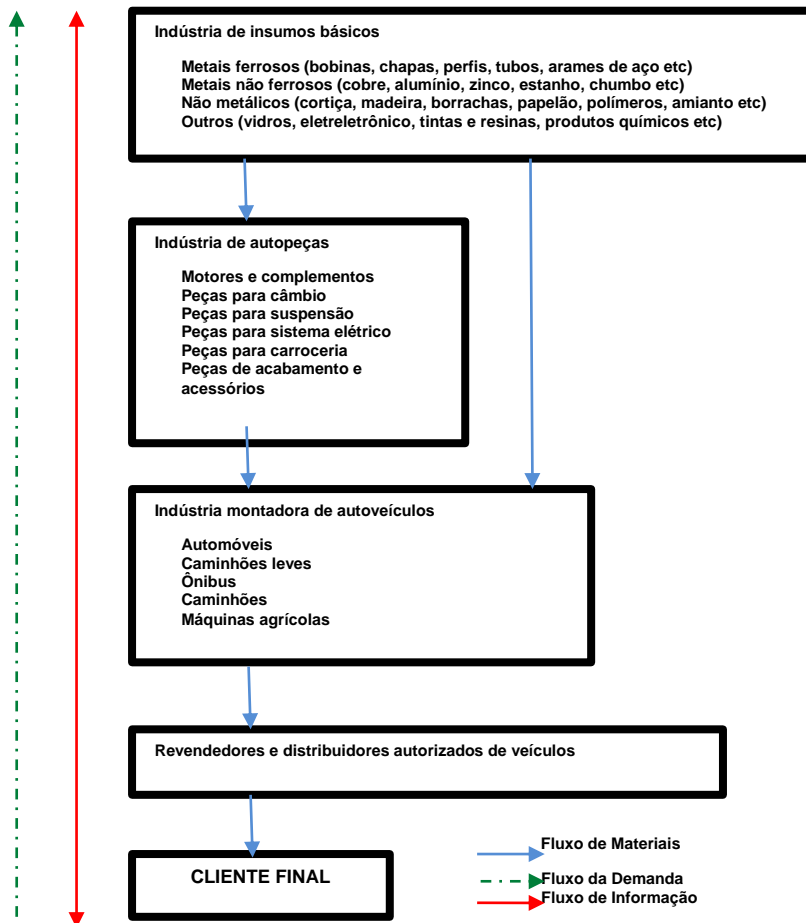 Indústria de insumos básicos
Metais ferrosos (bobinas, chapas, perfis, tubos, arames de aço etc)
Metais não ferrosos (cobre, alumínio, zinco, estanho, chumbo etc)
Não metálicos (cortiça, madeira, borrachas, papelão, polímeros, amianto etc)
Outros (vidros, eletreletrônico, tintas e resinas, produtos químicos etc)
Indústria de autopeças
Motores e complementos
Peças para câmbio
Peças para suspensão
Peças para sistema elétrico
Peças para carroceria
Peças de acabamento e
acessórios
Indústria montadora de autoveículos
Automóveis
Caminhões leves
Ônibus
Caminhões
Máquinas agrícolas
Revendedores e distribuidores autorizados de veículos
CLIENTE FINAL
Fluxo de Materiais
Fluxo da Demanda
Fluxo de Informação